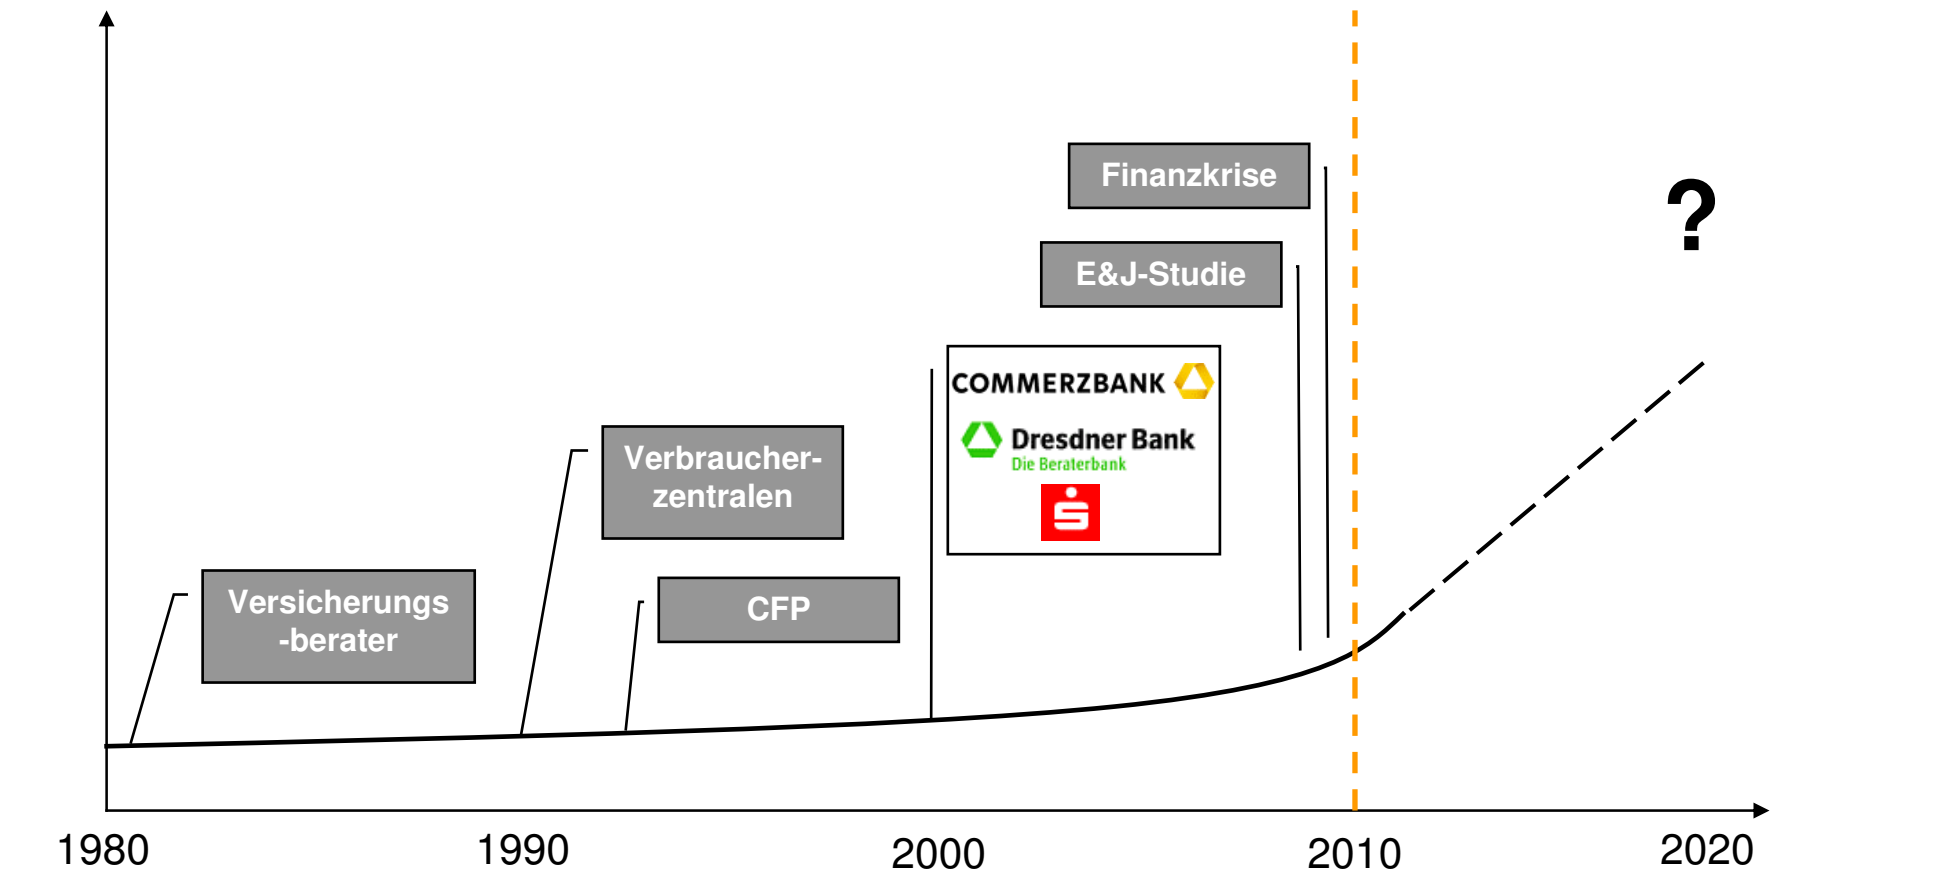 Finanzkrise
?
E&J-Studie
COMMERZBANK
Dresdner Bank
Die Beraterbank
Verbraucher-
zentralen
CFP
Versicherungs
-berater
1980
1990
2000
2010
2020